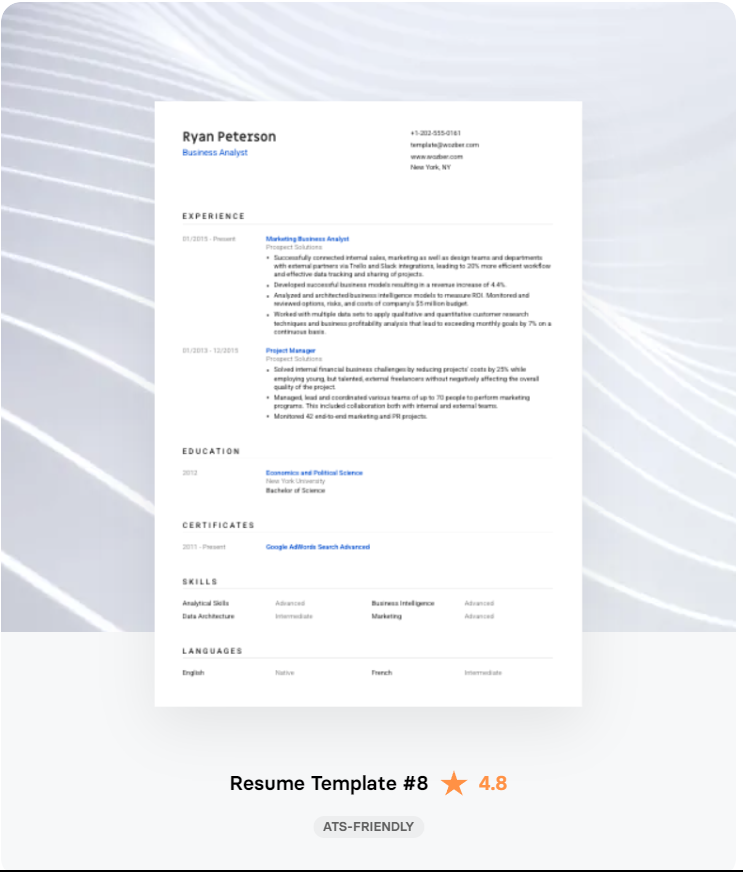 Ryan Peterson
+1-202-555-0161
Business Analyst
template@wozber.com
www.wozber.com
New York, NY
EXPERIENCE
01/2015 - Present
Marketing Business Analyst
Prospect Solutions
• Successfully connected internal sales, marketing as well as design teams and departments
with external partners via Trello and Slack integrations, leading to 20% more efficient workflow
and effective data tracking and sharing of projects.
• Developed successful business models resulting in a revenue increase of 4.4%.
• Analyzed and architected business intelligence models to measure ROI. Monitored and
reviewed options, risks, and costs of company's $5 million budget.
• Worked with multiple data sets to apply qualitative and quantitative customer research
techniques and business profitability analysis that lead to exceeding monthly goals by 7% on a
continuous basis.
01/2013 - 12/2015
Project Manager
Prospect Solutions
• Solved internal financial business challenges by reducing projects' costs by 25% while
employing young, but talented, external freelancers without negatively affecting the overall
quality of the project.
• Managed, lead and coordinated various teams of up to 70 people to perform marketing
programs. This included collaboration both with internal and external teams.
• Monitored 42 end-to-end marketing and PR projects.
EDUCATION
2012
Economics and Political Science
New York University
Bachelor of Science
CERTIFICATES
2011 - Present
Google AdWords Search Advanced
SKILLS
Analytical Skills Advanced Business Intelligence Advanced
Data Architecture Intermediate Marketing Advanced
LANGUAGES
English Native French Intermediate
Resume Template #8 ★ 4.8
ATS-FRIENDLY